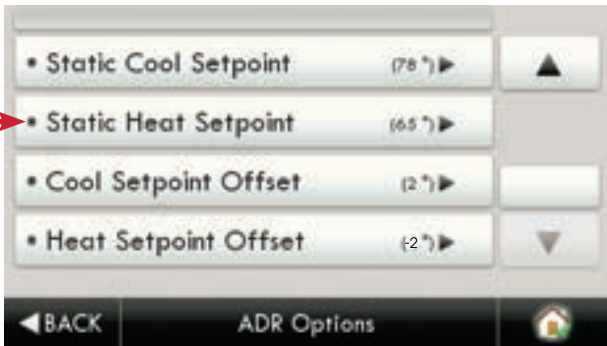 • Static Cool Setpoint (78 °) ▶
• Static Heat Setpoint (65 °) ▶
• Cool Setpoint Offset (2 °) ▶
• Heat Setpoint Offset (-2 °) ▶
◀BACK ADR Options